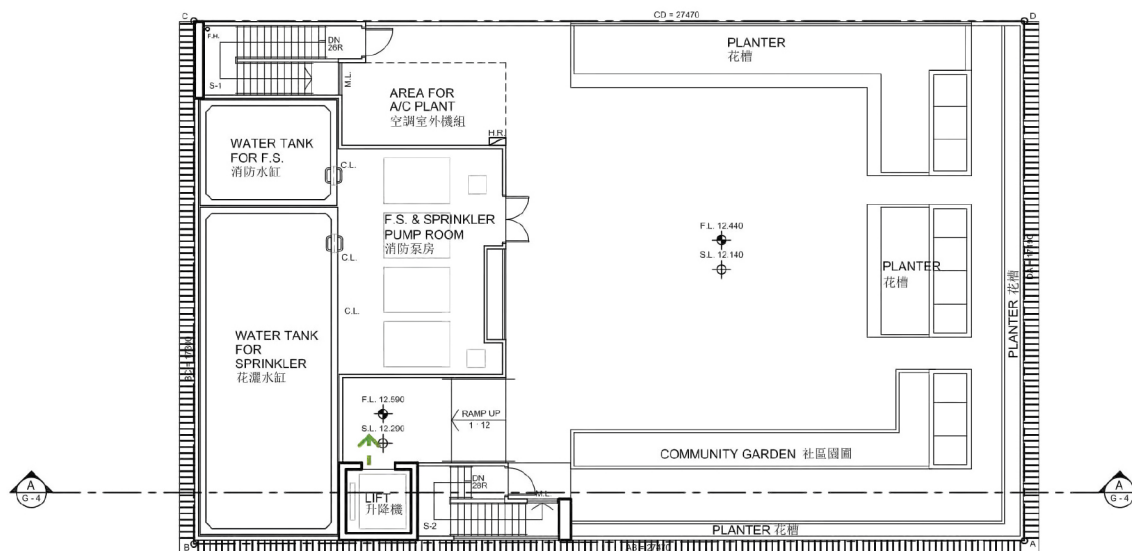 C
CD = 27470
D
F.H.
DN
26R
S-1
M.L.
PLANTER
花槽
AREA FOR
A/C PLANT
空調室外機組
H.R.
WATER TANK
FOR F.S.
消防水缸
C.L.
F.S. & SPRINKLER
PUMP ROOM
消防泵房
C.L.
C.L.
F.L. 12.440
S.L. 12.140
PLANTER
花槽
PLANTER 花槽
WATER TANK
FOR
SPRINKLER
花灑水缸
F.L. 12.590
S.L. 12.290
RAMP UP
1 : 12
COMMUNITY GARDEN 社區園圃
LIFT
升降機
DN
28R
S-2
M.L.
PLANTER 花槽
A
G - 4
A
G - 4
B
A